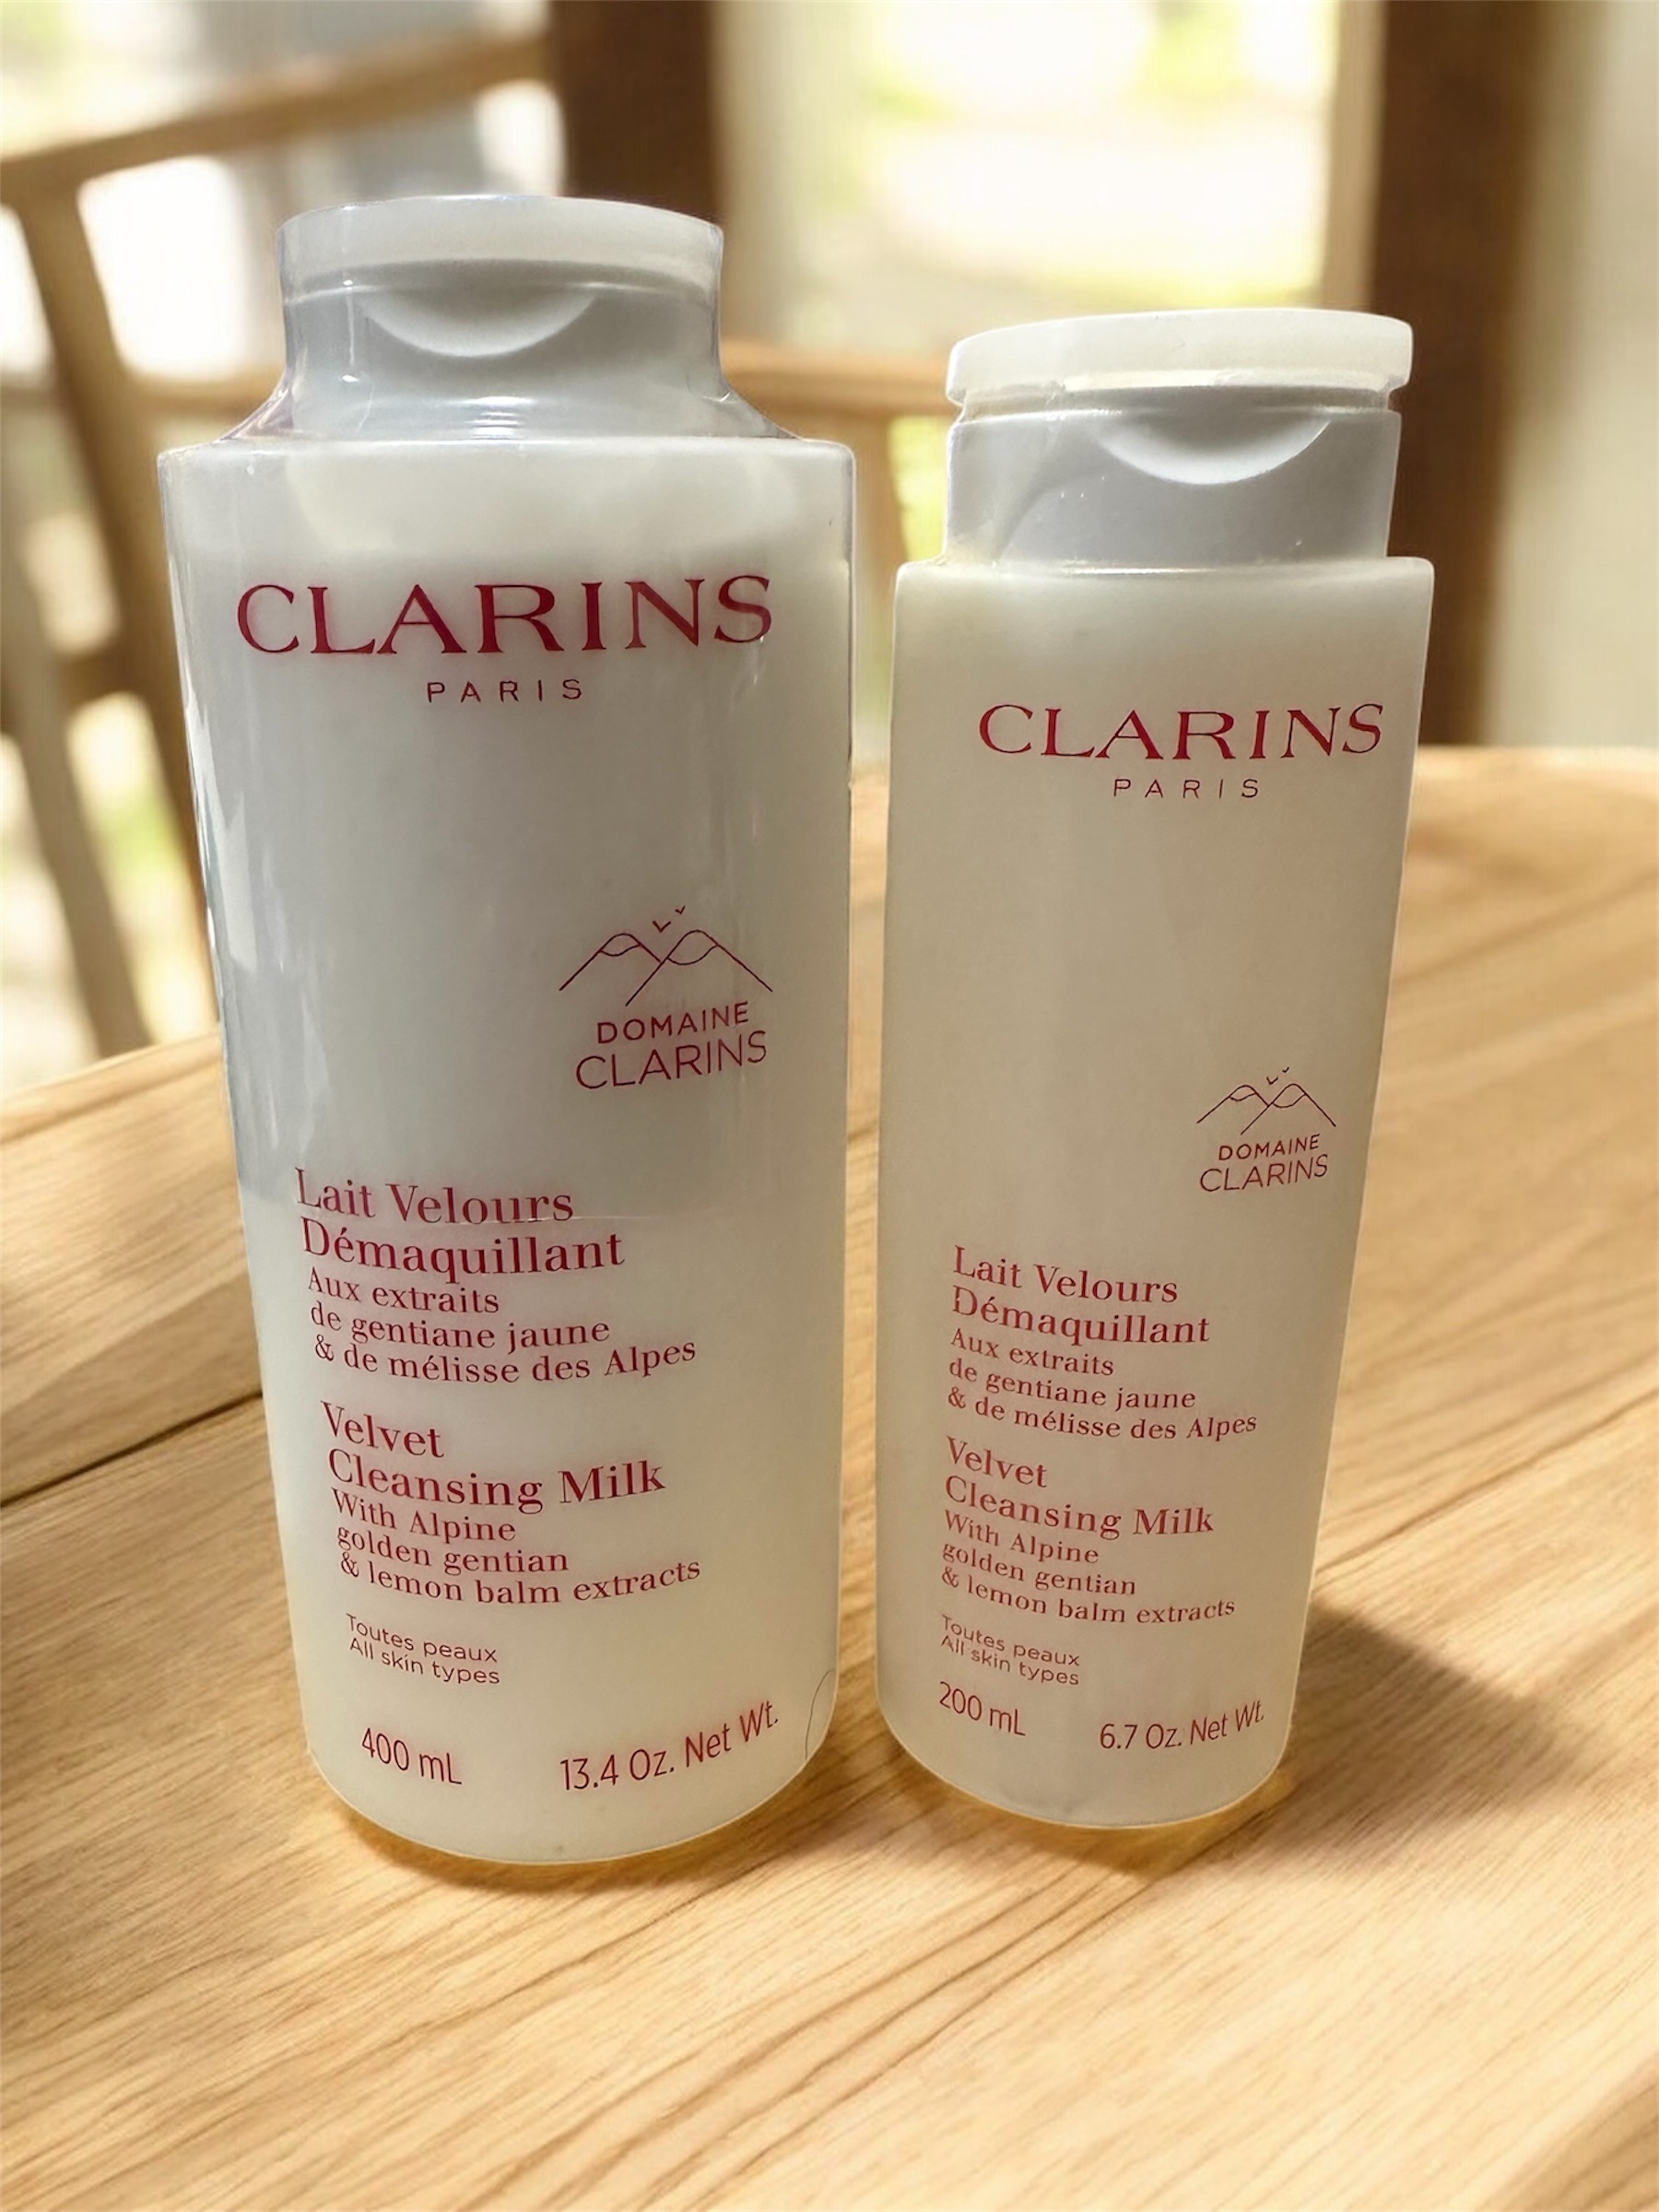 CLARINS
PARIS
DOMAINE
CLARINS
Lait Velours
Démaquillant
Aux extraits
de gentiane jaune
& de mélisse des Alpes
Velvet
Cleansing Milk
With Alpine
golden gentian
& lemon balm extracts
Toutes peaux
All skin types
400 mL 13.4 Oz. Net Wt.
CLARINS
PARIS
DOMAINE
CLARINS
Lait Velours
Démaquillant
Aux extraits
de gentiane jaune
& de mélisse des Alpes
Velvet
Cleansing Milk
With Alpine
golden gentian
& lemon balm extracts
Toutes peaux
All skin types
200 mL 6.7 Oz. Net Wt.